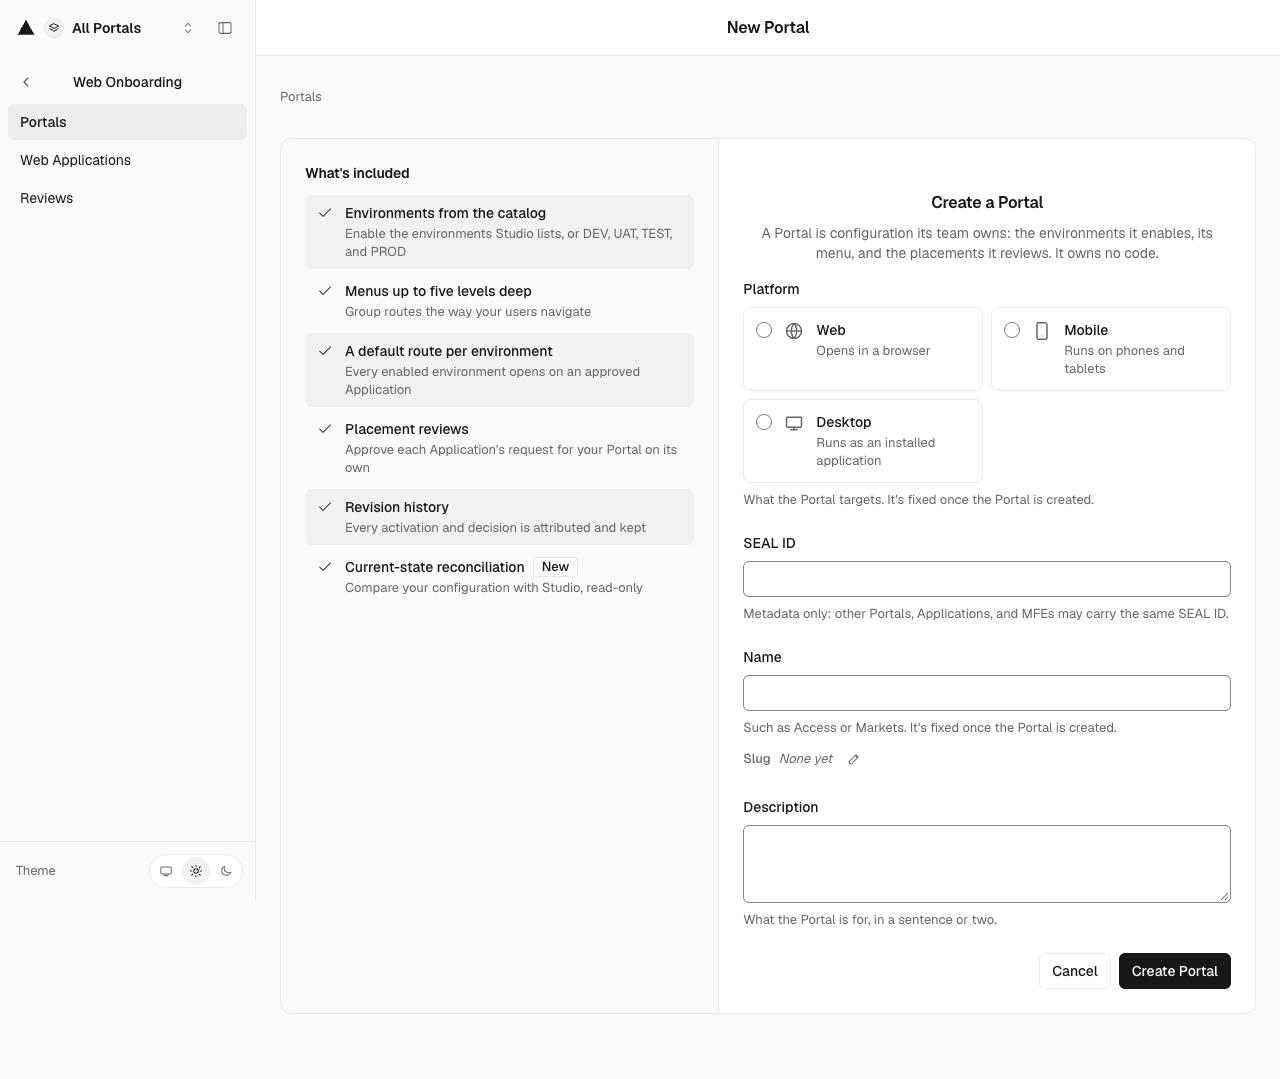 All Portals
New Portal
Web Onboarding
Portals
Web Applications
Reviews
Theme
Portals
What's included
Environments from the catalog
Enable the environments Studio lists, or DEV, UAT, TEST,
and PROD
Menus up to five levels deep
Group routes the way your users navigate
A default route per environment
Every enabled environment opens on an approved
Application
Placement reviews
Approve each Application's request for your Portal on its
own
Revision history
Every activation and decision is attributed and kept
Current-state reconciliation New
Compare your configuration with Studio, read-only
Create a Portal
A Portal is configuration its team owns: the environments it enables, its
menu, and the placements it reviews. It owns no code.
Platform
Web
Opens in a browser
Mobile
Runs on phones and
tablets
Desktop
Runs as an installed
application
What the Portal targets. It's fixed once the Portal is created.
SEAL ID
Metadata only: other Portals, Applications, and MFEs may carry the same SEAL ID.
Name
Such as Access or Markets. It's fixed once the Portal is created.
Slug None yet
Description
What the Portal is for, in a sentence or two.
Cancel
Create Portal